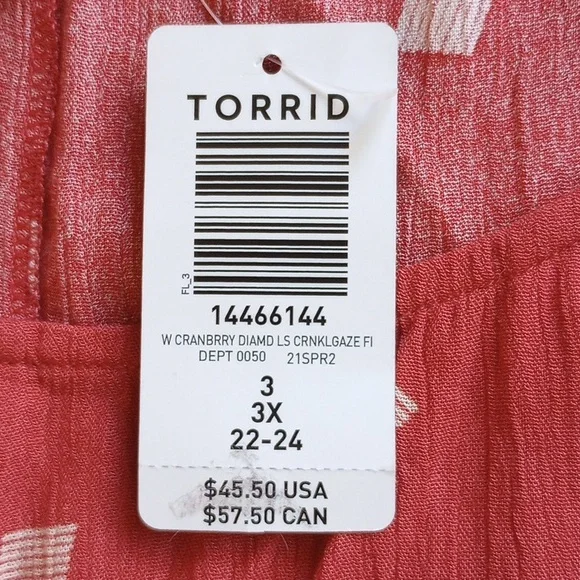 TORRID
FL_3
14466144
W CRANBRRY DIAMD LS CRNKLGAZE FI
DEPT 0050 21SPR2
3
3X
22-24
$45.50 USA
$57.50 CAN